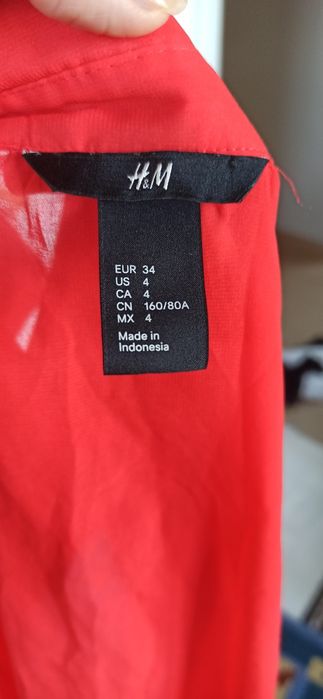 H&M
EUR 34
US 4
CA 4
CN 160/80A
MX 4
Made in
Indonesia